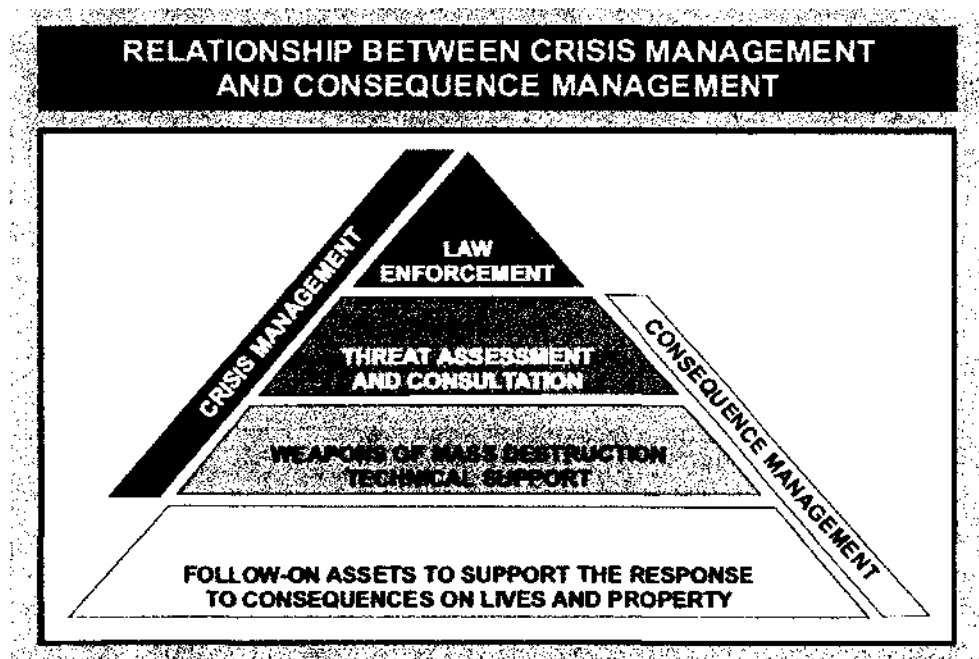 RELATIONSHIP BETWEEN CRISIS MANAGEMENT
AND CONSEQUENCE MANAGEMENT
CRISIS MANAGEMENT
LAW
ENFORCEMENT
THREAT ASSESSMENT
AND CONSULTATION
CONSEQUENCE MANAGEMENT
WEAPONS OF MASS DESTRUCTION
TECHNICAL SUPPORT
FOLLOW-ON ASSETS TO SUPPORT THE RESPONSE
TO CONSEQUENCES ON LIVES AND PROPERTY